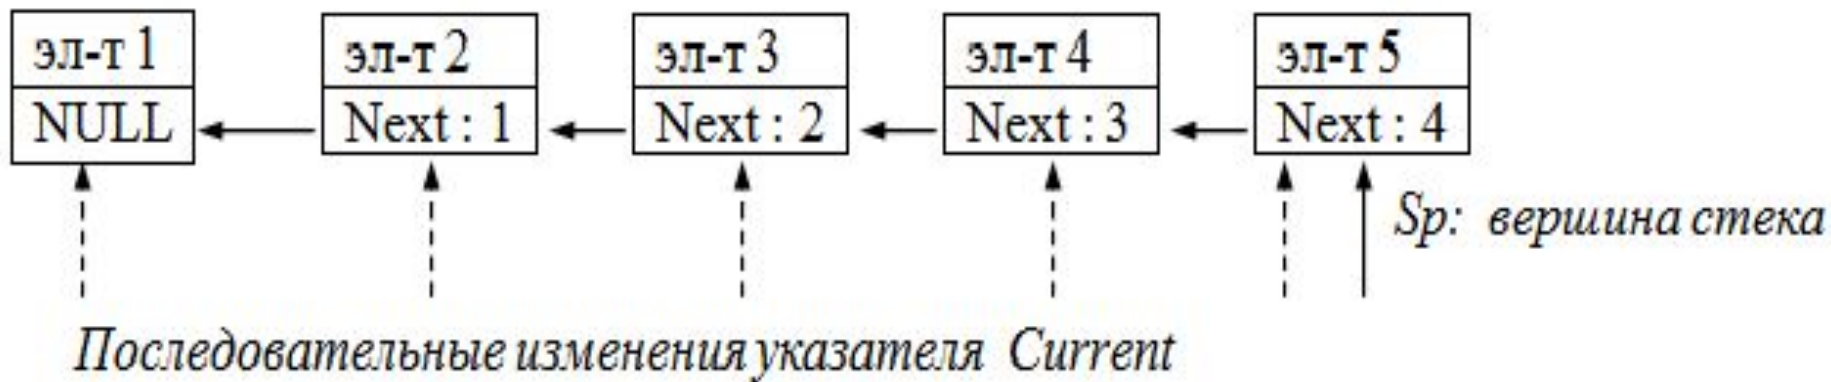 эл-т 1 эл-т 2 эл-т 3 эл-т 4 эл-т 5
NULL Next : 1 Next : 2 Next : 3 Next : 4
Sp: вершина стека
Последовательные изменения указателя Current